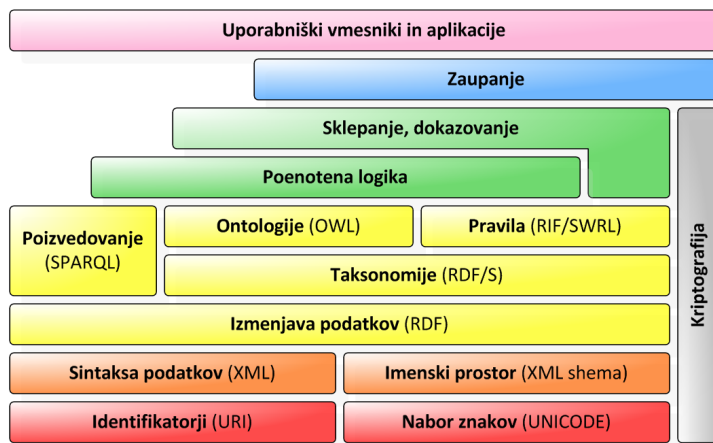 Uporabniški vmesniki in aplikacije
Zaupanje
Sklepanje, dokazovanje
Poenotena logika
Poizvedovanje
(SPARQL)
Ontologije (OWL)
Pravila (RIF/SWRL)
Taksonomije (RDF/S)
Izmenjava podatkov (RDF)
Sintaksa podatkov (XML)
Imenski prostor (XML shema)
Identifikatorji (URI)
Nabor znakov (UNICODE)
Kriptografija